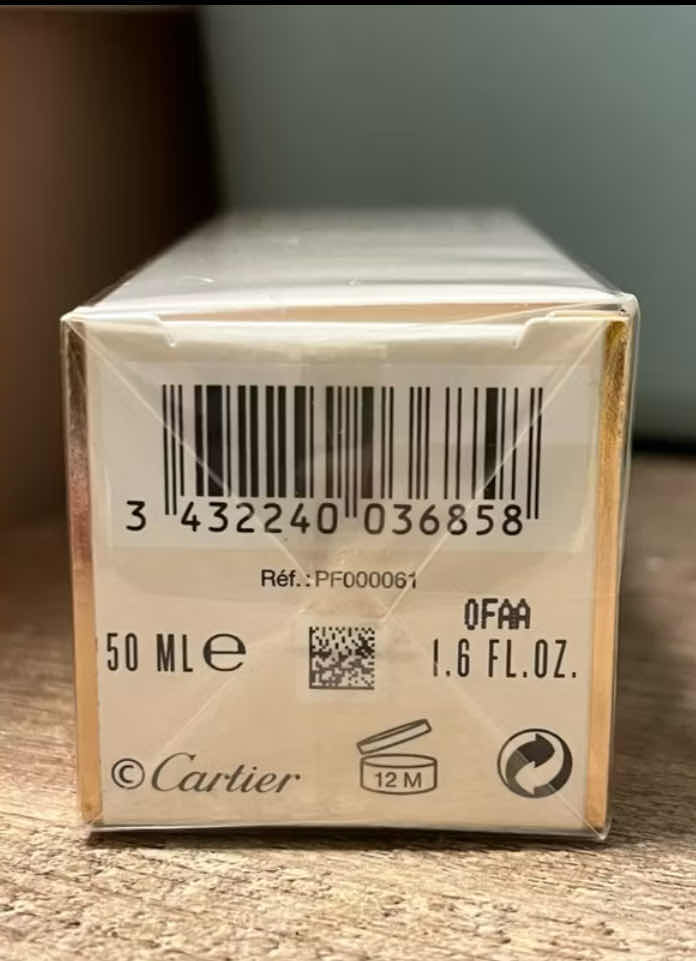 3 432240 036858
Réf.: PF000061
0FAA
50 ML e 1.6 FL.OZ.
© Cartier 12 M